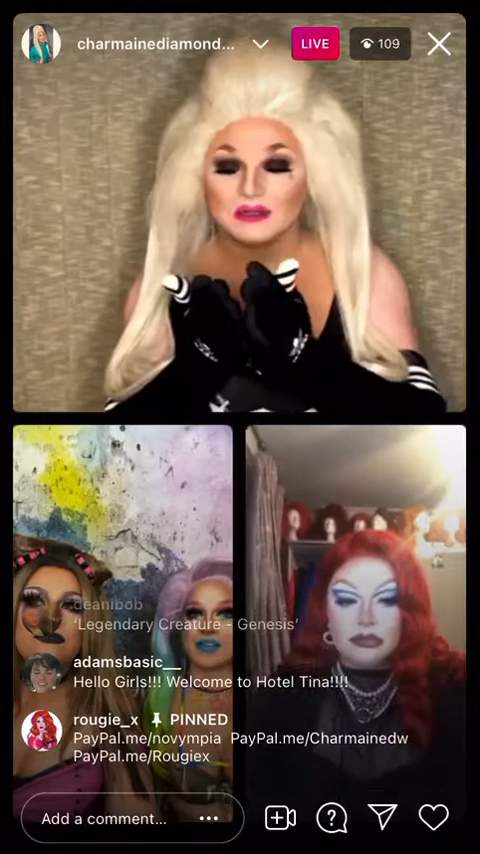 charmainediamond...
LIVE
109
deanibob
'Legendary Creature - Genesis'
adamsbasic__
Hello Girls!!! Welcome to Hotel Tina!!!!
rougie_x PINNED
PayPal.me/novympia PayPal.me/Charmainedw
PayPal.me/Rougiex
Add a comment...